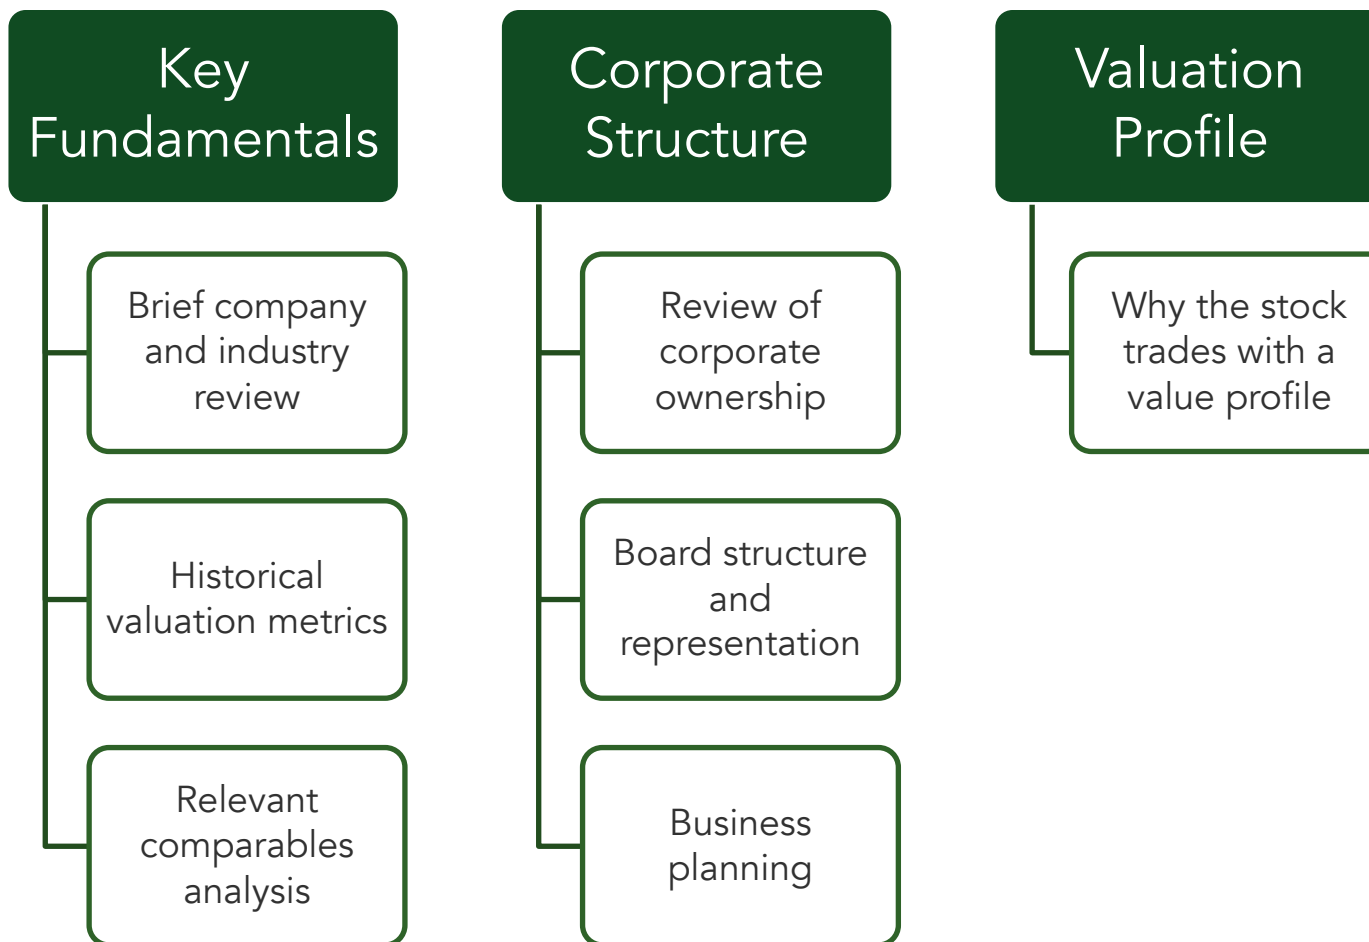 Key
Fundamentals
Brief company
and industry
review
Historical
valuation metrics
Relevant
comparables
analysis
Corporate
Structure
Review of
corporate
ownership
Board structure
and
representation
Business
planning
Valuation
Profile
Why the stock
trades with a
value profile